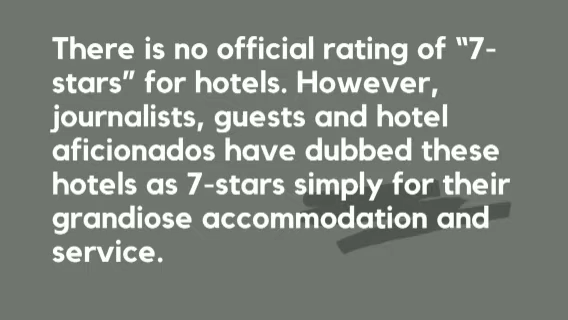 There is no official rating of “7-
stars” for hotels. However,
journalists, guests and hotel
aficionados have dubbed these
hotels as 7-stars simply for their
grandiose accommodation and
service.